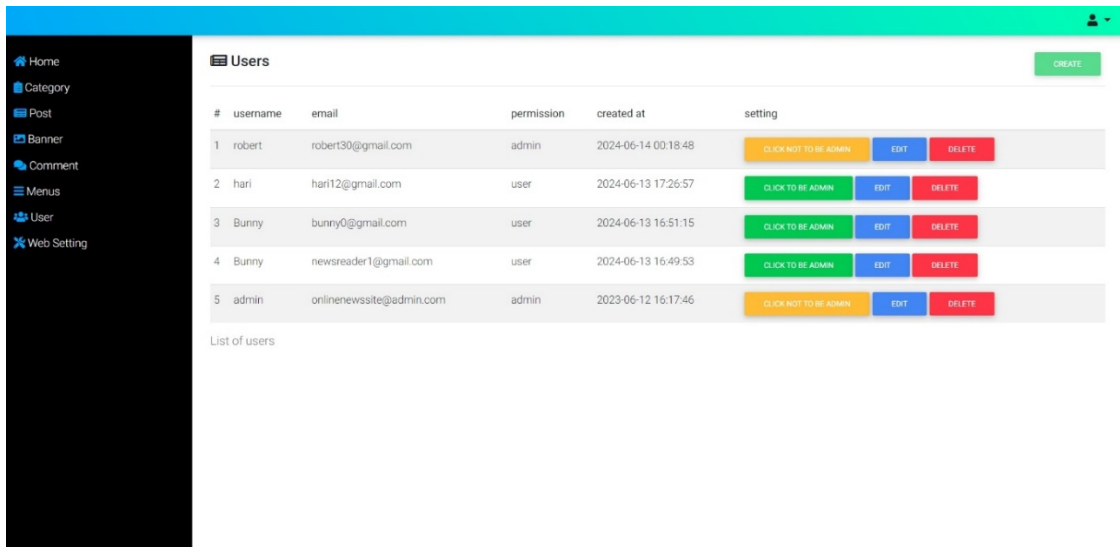 Home
Category
Post
Banner
Comment
Menus
User
Web Setting
Users
CREATE
# username email permission created at setting
1 robert robert30@gmail.com admin 2024-06-14 00:18:48 CLICK NOT TO BE ADMIN EDIT DELETE
2 hari hari12@gmail.com user 2024-06-13 17:26:57 CLICK TO BE ADMIN EDIT DELETE
3 Bunny bunny0@gmail.com user 2024-06-13 16:51:15 CLICK TO BE ADMIN EDIT DELETE
4 Bunny newsreader1@gmail.com user 2024-06-13 16:49:53 CLICK TO BE ADMIN EDIT DELETE
5 admin onlinenewssite@admin.com admin 2023-06-12 16:17:46 CLICK NOT TO BE ADMIN EDIT DELETE
List of users